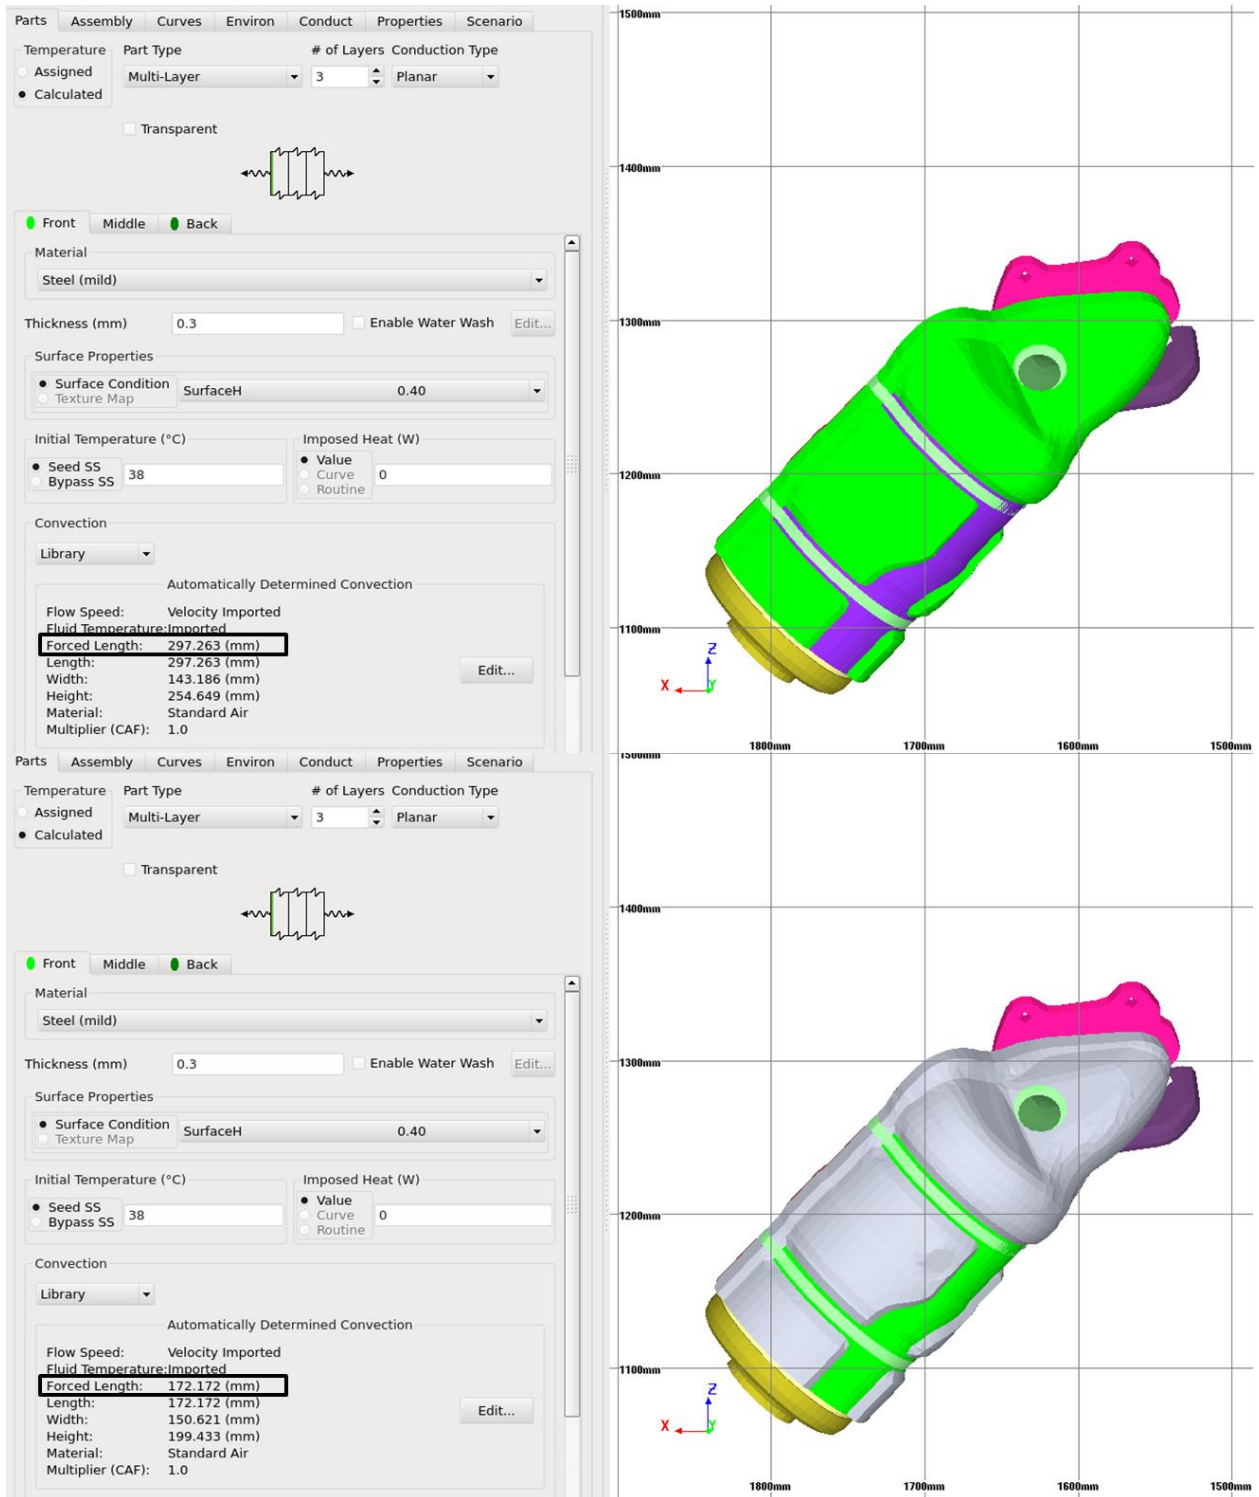 Parts Assembly Curves Environ Conduct Properties Scenario
Temperature Part Type # of Layers Conduction Type
Assigned
Multi-Layer 3 Planar
Calculated
Transparent
Front Middle Back
Material
Steel (mild)
Thickness (mm) 0.3 Enable Water Wash Edit...
Surface Properties
Surface Condition
Texture Map
SurfaceH 0.40
Initial Temperature (°C) Imposed Heat (W)
Seed SS
Bypass SS
38
Value
Curve
Routine
0
Convection
Library
Automatically Determined Convection
Flow Speed: Velocity Imported
Fluid Temperature:Imported
Forced Length: 297.263 (mm)
Length: 297.263 (mm)
Width: 143.186 (mm)
Height: 254.649 (mm)
Material: Standard Air
Multiplier (CAF): 1.0
Edit...
1500mm
1400mm
1300mm
1200mm
1100mm
Z
X Y
1800mm 1700mm 1600mm 1500mm
Parts Assembly Curves Environ Conduct Properties Scenario
Temperature Part Type # of Layers Conduction Type
Assigned
Multi-Layer 3 Planar
Calculated
Transparent
Front Middle Back
Material
Steel (mild)
Thickness (mm) 0.3 Enable Water Wash Edit...
Surface Properties
Surface Condition
Texture Map
SurfaceH 0.40
Initial Temperature (°C) Imposed Heat (W)
Seed SS
Bypass SS
38
Value
Curve
Routine
0
Convection
Library
Automatically Determined Convection
Flow Speed: Velocity Imported
Fluid Temperature:Imported
Forced Length: 172.172 (mm)
Length: 172.172 (mm)
Width: 150.621 (mm)
Height: 199.433 (mm)
Material: Standard Air
Multiplier (CAF): 1.0
Edit...
1500mm
1400mm
1300mm
1200mm
1100mm
Z
X Y
1800mm 1700mm 1600mm 1500mm